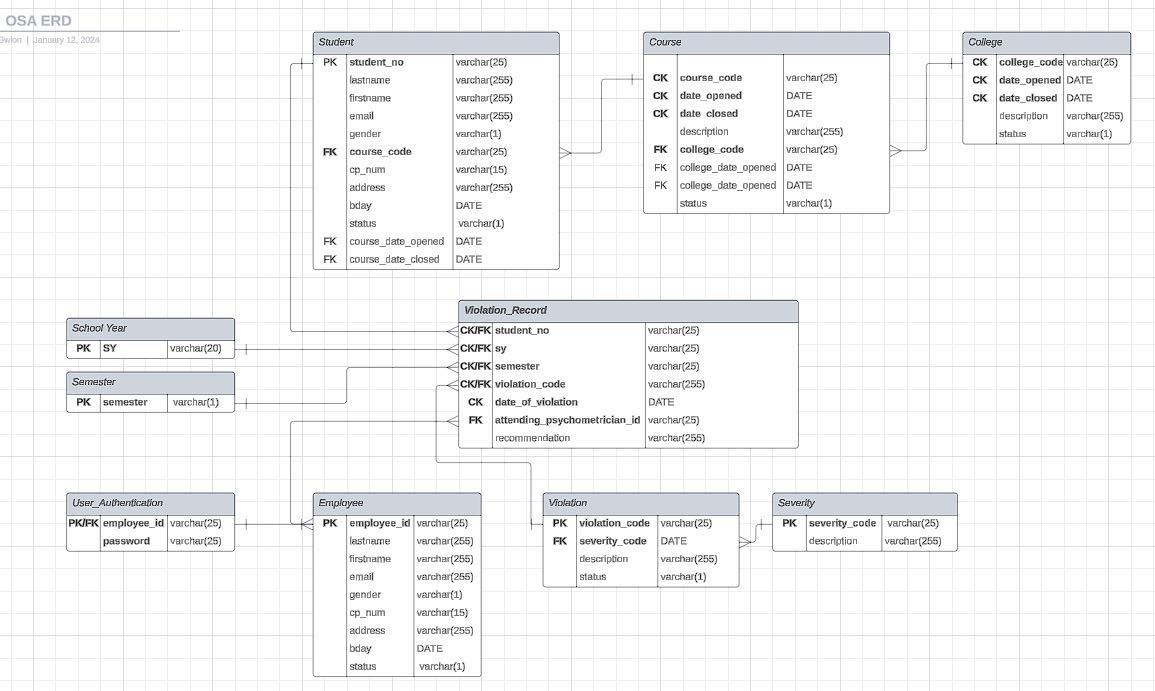 OSA ERD
| January 12, 2024
Student
PK student_no varchar(25)
lastname varchar(255)
firstname varchar(255)
email varchar(255)
gender varchar(1)
FK course_code varchar(25)
cp_num varchar(15)
address varchar(255)
bday DATE
status varchar(1)
FK course_date_opened DATE
FK course_date_closed DATE
Course
CK course_code varchar(25)
CK date_opened DATE
CK date_closed DATE
description varchar(255)
FK college_code varchar(25)
FK college_date_opened DATE
FK college_date_opened DATE
status varchar(1)
College
CK college_code varchar(25)
CK date_opened DATE
CK date_closed DATE
description varchar(255)
status varchar(1)
School Year
PK SY varchar(20)
Semester
PK semester varchar(1)
Violation_Record
CK/FK student_no varchar(25)
CK/FK sy varchar(25)
CK/FK semester varchar(25)
CK/FK violation_code varchar(255)
CK date_of_violation DATE
FK attending_psychometrician_id varchar(25)
recommendation varchar(255)
User_Authentication
PK/FK employee_id varchar(25)
password varchar(25)
Employee
PK employee_id varchar(25)
lastname varchar(255)
firstname varchar(255)
email varchar(255)
gender varchar(1)
cp_num varchar(15)
address varchar(255)
bday DATE
status varchar(1)
Violation
PK violation_code varchar(25)
FK severity_code DATE
description varchar(255)
status varchar(1)
Severity
PK severity_code varchar(25)
description varchar(255)